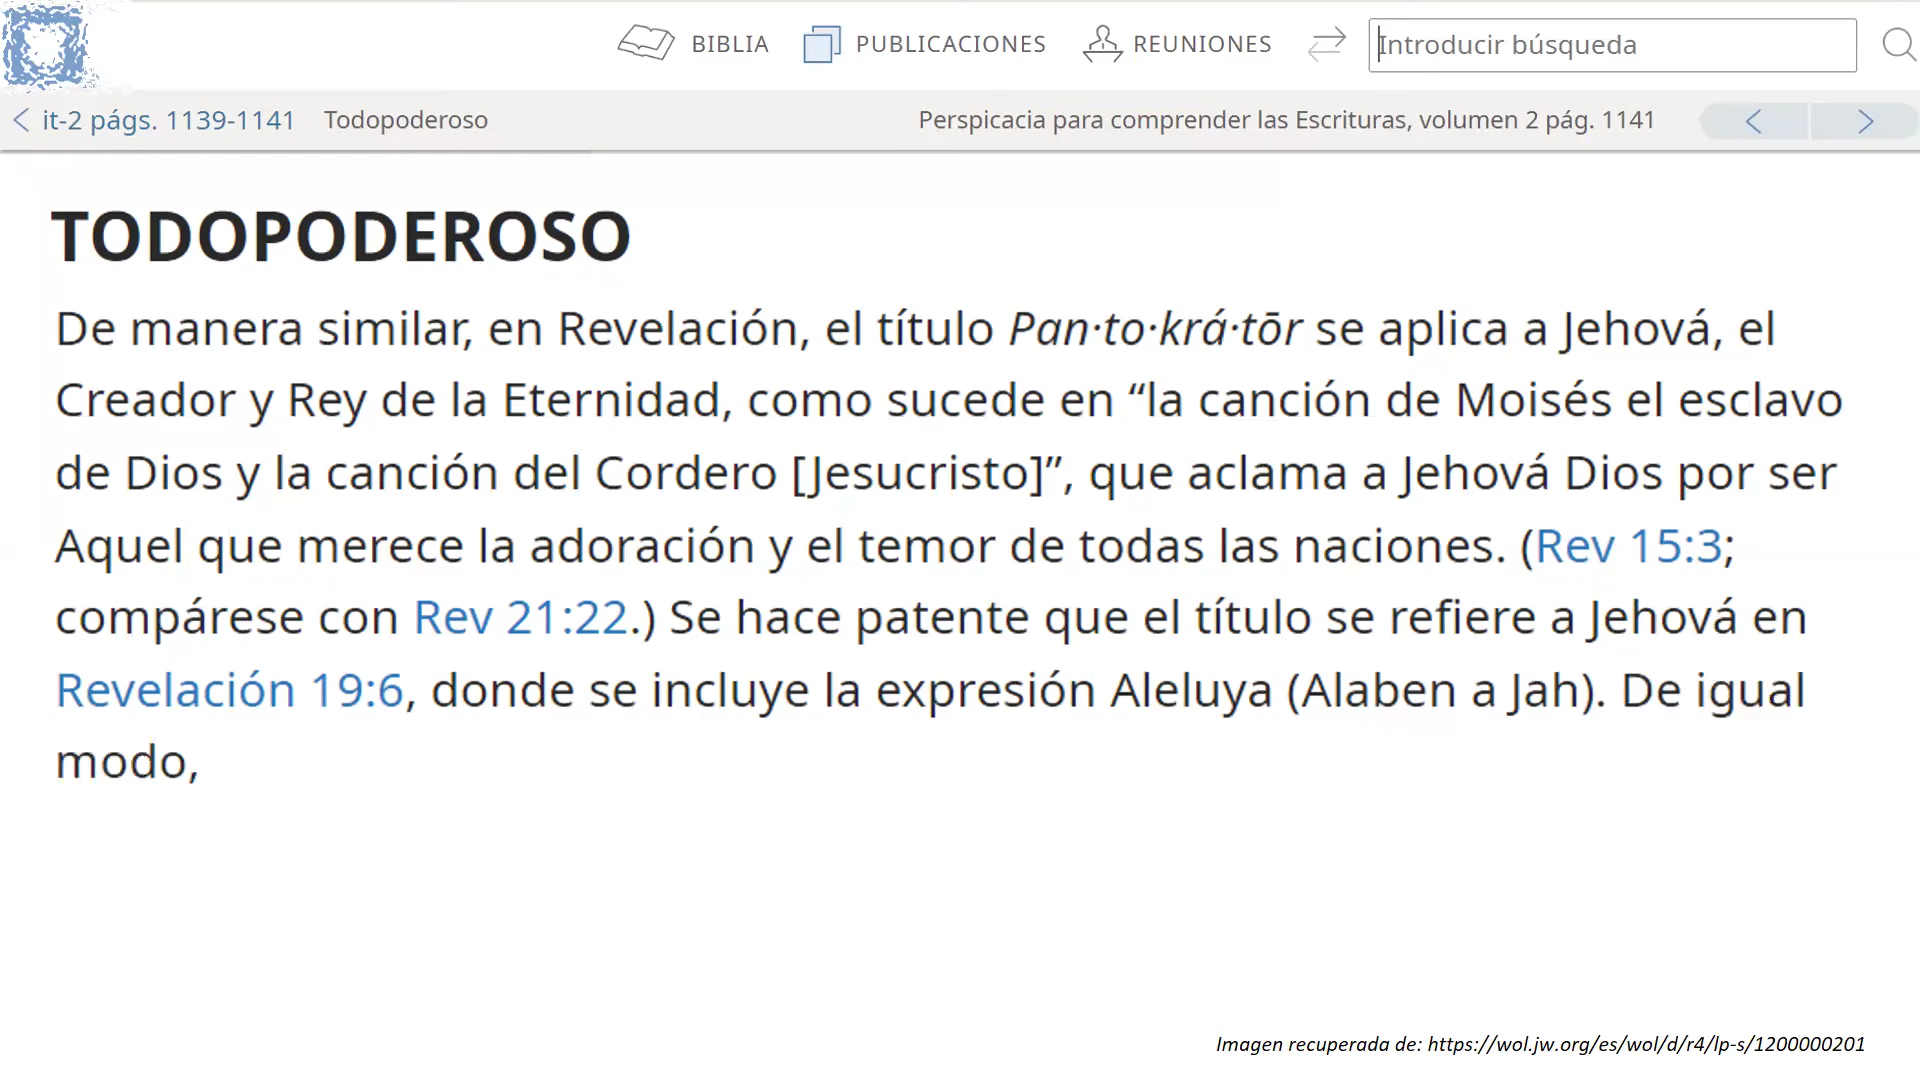 BIBLIA PUBLICACIONES REUNIONES Introducir búsqueda
it-2 págs. 1139-1141 Todopoderoso Perspicacia para comprender las Escrituras, volumen 2 pág. 1141
TODOPODEROSO
De manera similar, en Revelación, el título Pan·to·krá·tōr se aplica a Jehová, el
Creador y Rey de la Eternidad, como sucede en “la canción de Moisés el esclavo
de Dios y la canción del Cordero [Jesucristo]”, que aclama a Jehová Dios por ser
Aquel que merece la adoración y el temor de todas las naciones. (Rev 15:3;
compárese con Rev 21:22.) Se hace patente que el título se refiere a Jehová en
Revelación 19:6, donde se incluye la expresión Aleluya (Alaben a Jah). De igual
modo,
Imagen recuperada de: https://wol.jw.org/es/wol/d/r4/lp-s/1200000201